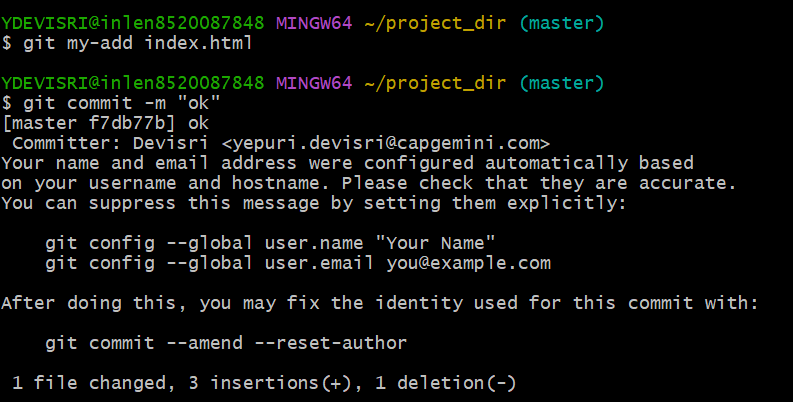 YDEVISRI@inlen8520087848 MINGW64 ~/project_dir (master)
$ git my-add index.html
YDEVISRI@inlen8520087848 MINGW64 ~/project_dir (master)
$ git commit -m "ok"
[master f7db77b] ok
Committer: Devisri <yepuri.devisri@capgemini.com>
Your name and email address were configured automatically based
on your username and hostname. Please check that they are accurate.
You can suppress this message by setting them explicitly:
git config --global user.name "Your Name"
git config --global user.email you@example.com
After doing this, you may fix the identity used for this commit with:
git commit --amend --reset-author
1 file changed, 3 insertions(+), 1 deletion(-)